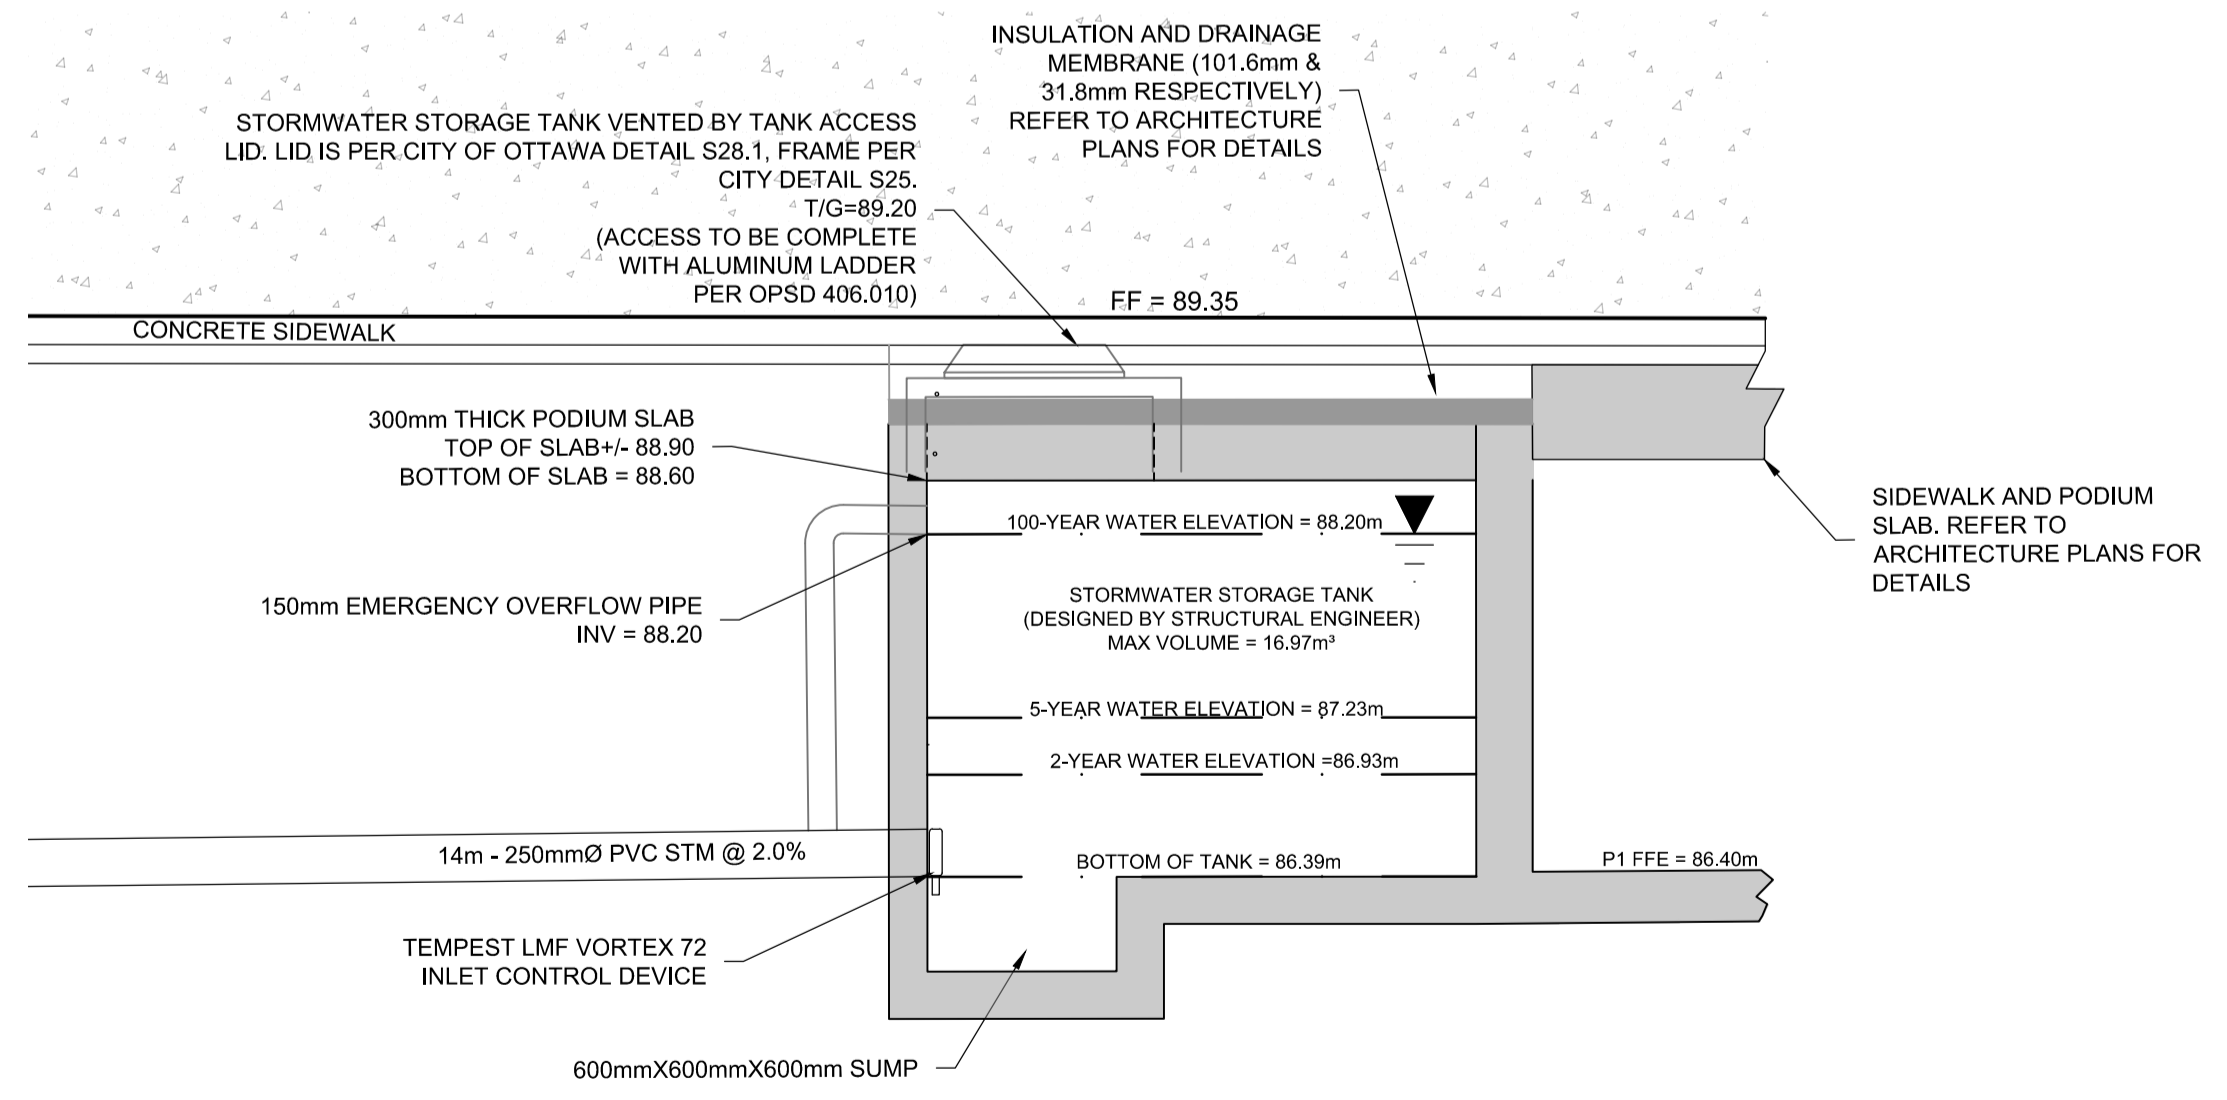 INSULATION AND DRAINAGE
MEMBRANE (101.6mm &
31.8mm RESPECTIVELY)
REFER TO ARCHITECTURE
PLANS FOR DETAILS
STORMWATER STORAGE TANK VENTED BY TANK ACCESS
LID. LID IS PER CITY OF OTTAWA DETAIL S28.1, FRAME PER
CITY DETAIL S25.
T/G=89.20
(ACCESS TO BE COMPLETE
WITH ALUMINUM LADDER
PER OPSD 406.010)
FF = 89.35
CONCRETE SIDEWALK
300mm THICK PODIUM SLAB
TOP OF SLAB+/- 88.90
BOTTOM OF SLAB = 88.60
SIDEWALK AND PODIUM
SLAB. REFER TO
ARCHITECTURE PLANS FOR
DETAILS
100-YEAR WATER ELEVATION = 88.20m
150mm EMERGENCY OVERFLOW PIPE
INV = 88.20
STORMWATER STORAGE TANK
(DESIGNED BY STRUCTURAL ENGINEER)
MAX VOLUME = 16.97m³
5-YEAR WATER ELEVATION = 87.23m
2-YEAR WATER ELEVATION =86.93m
14m - 250mmØ PVC STM @ 2.0%
BOTTOM OF TANK = 86.39m
P1 FFE = 86.40m
TEMPEST LMF VORTEX 72
INLET CONTROL DEVICE
600mmX600mmX600mm SUMP